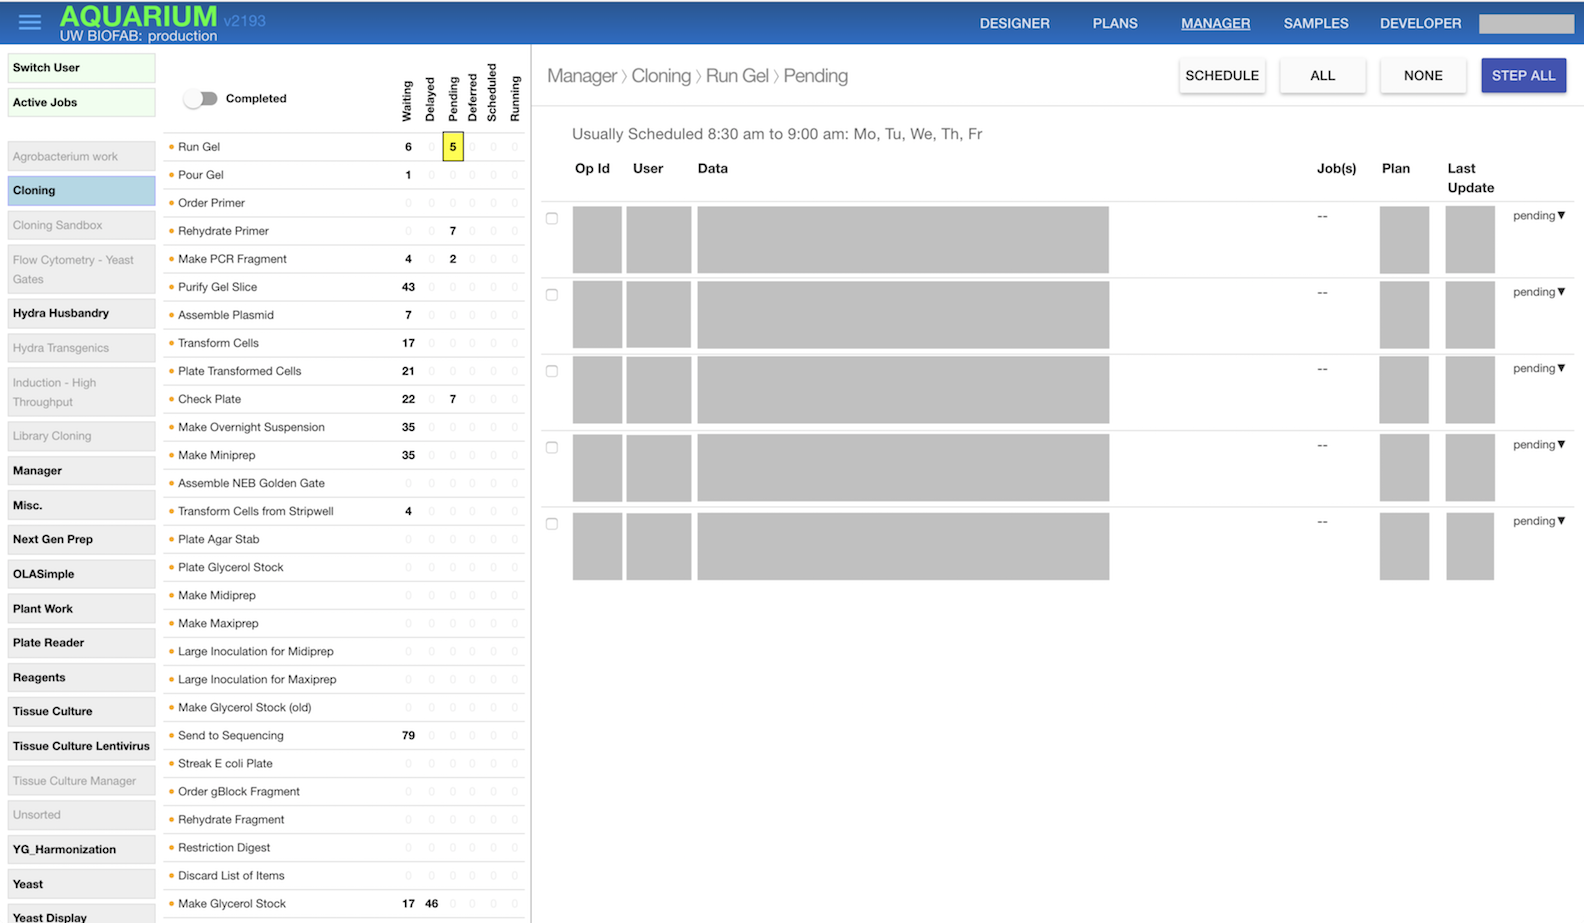 AQUARIUM v2193
UW BIOFAB: production
DESIGNER PLANS MANAGER SAMPLES DEVELOPER
Switch User
Active Jobs
Agrobacterium work
Cloning
Cloning Sandbox
Flow Cytometry - Yeast
Gates
Hydra Husbandry
Hydra Transgenics
Induction - High
Throughput
Library Cloning
Manager
Misc.
Next Gen Prep
OLASimple
Plant Work
Plate Reader
Reagents
Tissue Culture
Tissue Culture Lentivirus
Tissue Culture Manager
Unsorted
YG_Harmonization
Yeast
Yeast Display
Completed
Waiting Delayed Pending Deferred Scheduled Running
Run Gel 6 0 5 0 0 0
Pour Gel 1 0 0 0 0 0
Order Primer 0 0 0 0 0 0
Rehydrate Primer 0 0 7 0 0 0
Make PCR Fragment 4 0 2 0 0 0
Purify Gel Slice 43 0 0 0 0 0
Assemble Plasmid 7 0 0 0 0 0
Transform Cells 17 0 0 0 0 0
Plate Transformed Cells 21 0 0 0 0 0
Check Plate 22 0 7 0 0 0
Make Overnight Suspension 35 0 0 0 0 0
Make Miniprep 35 0 0 0 0 0
Assemble NEB Golden Gate 0 0 0 0 0 0
Transform Cells from Stripwell 4 0 0 0 0 0
Plate Agar Stab 0 0 0 0 0 0
Plate Glycerol Stock 0 0 0 0 0 0
Make Midiprep 0 0 0 0 0 0
Make Maxiprep 0 0 0 0 0 0
Large Inoculation for Midiprep 0 0 0 0 0 0
Large Inoculation for Maxiprep 0 0 0 0 0 0
Make Glycerol Stock (old) 0 0 0 0 0 0
Send to Sequencing 79 0 0 0 0 0
Streak E coli Plate 0 0 0 0 0 0
Order gBlock Fragment 0 0 0 0 0 0
Rehydrate Fragment 0 0 0 0 0 0
Restriction Digest 0 0 0 0 0 0
Discard List of Items 0 0 0 0 0 0
Make Glycerol Stock 17 46 0 0 0 0
Manager › Cloning › Run Gel › Pending
SCHEDULE ALL NONE STEP ALL
Usually Scheduled 8:30 am to 9:00 am: Mo, Tu, We, Th, Fr
Op Id User Data Job(s) Plan Last
Update
-- pending▼
-- pending▼
-- pending▼
-- pending▼
-- pending▼